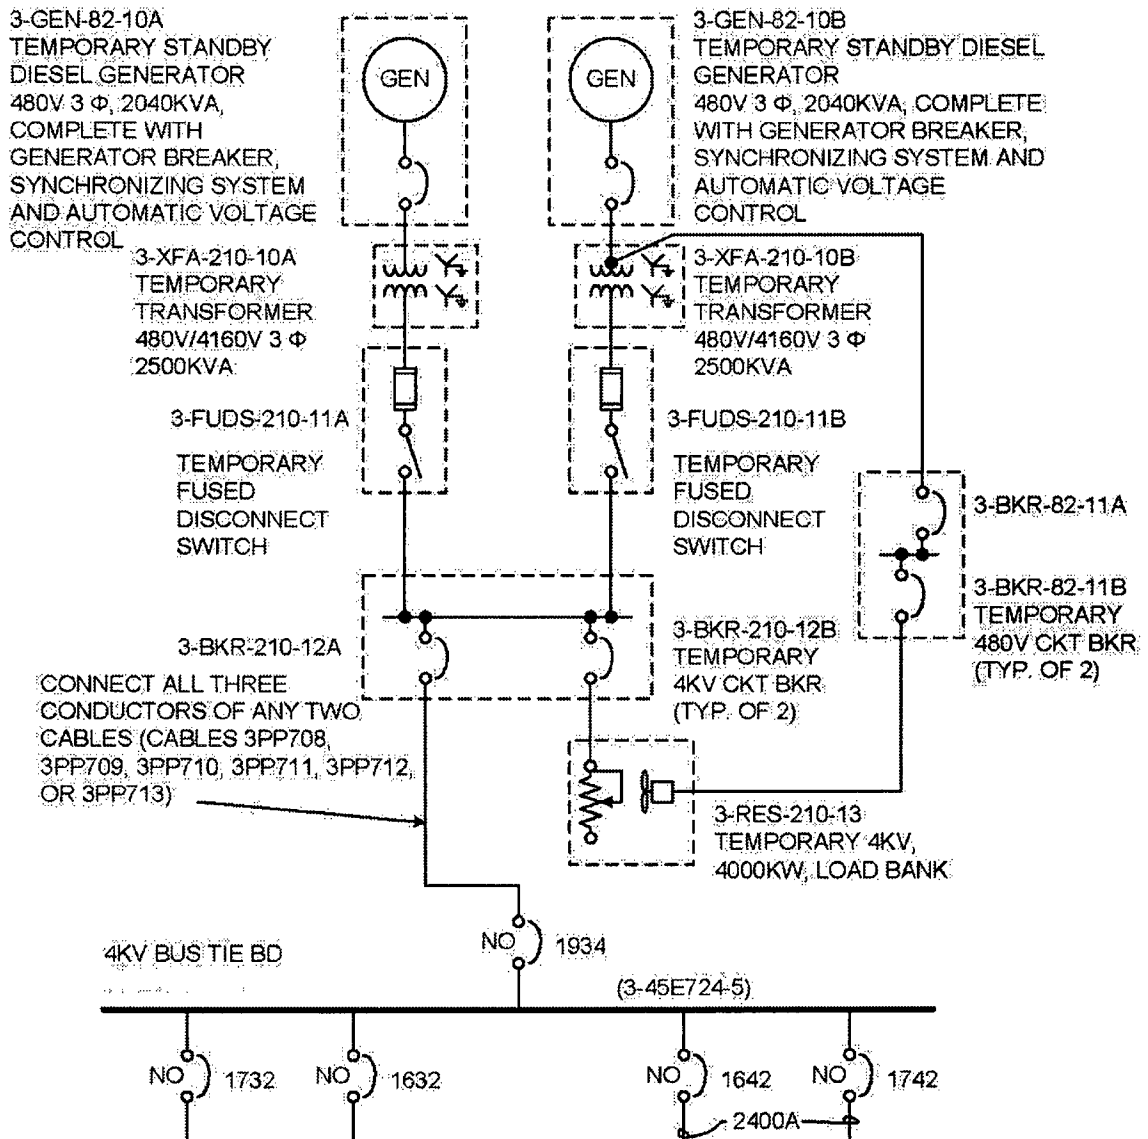 3-GEN-82-10A
TEMPORARY STANDBY
DIESEL GENERATOR
480V 3 Φ, 2040KVA,
COMPLETE WITH
GENERATOR BREAKER,
SYNCHRONIZING SYSTEM
AND AUTOMATIC VOLTAGE
CONTROL
GEN
GEN
3-GEN-82-10B
TEMPORARY STANDBY DIESEL
GENERATOR
480V 3 Φ, 2040KVA, COMPLETE
WITH GENERATOR BREAKER,
SYNCHRONIZING SYSTEM AND
AUTOMATIC VOLTAGE
CONTROL
3-XFA-210-10A
TEMPORARY
TRANSFORMER
480V/4160V 3 Φ
2500KVA
3-XFA-210-10B
TEMPORARY
TRANSFORMER
480V/4160V 3 Φ
2500KVA
3-FUDS-210-11A
TEMPORARY
FUSED
DISCONNECT
SWITCH
3-FUDS-210-11B
TEMPORARY
FUSED
DISCONNECT
SWITCH
3-BKR-82-11A
3-BKR-82-11B
TEMPORARY
480V CKT BKR
(TYP. OF 2)
3-BKR-210-12A
3-BKR-210-12B
TEMPORARY
4KV CKT BKR
(TYP. OF 2)
CONNECT ALL THREE
CONDUCTORS OF ANY TWO
CABLES (CABLES 3PP708,
3PP709, 3PP710, 3PP711, 3PP712,
OR 3PP713)
3-RES-210-13
TEMPORARY 4KV,
4000KW, LOAD BANK
NO 1934
4KV BUS TIE BD
(3-45E724-5)
NO 1732
NO 1632
NO 1642
NO 1742
2400A